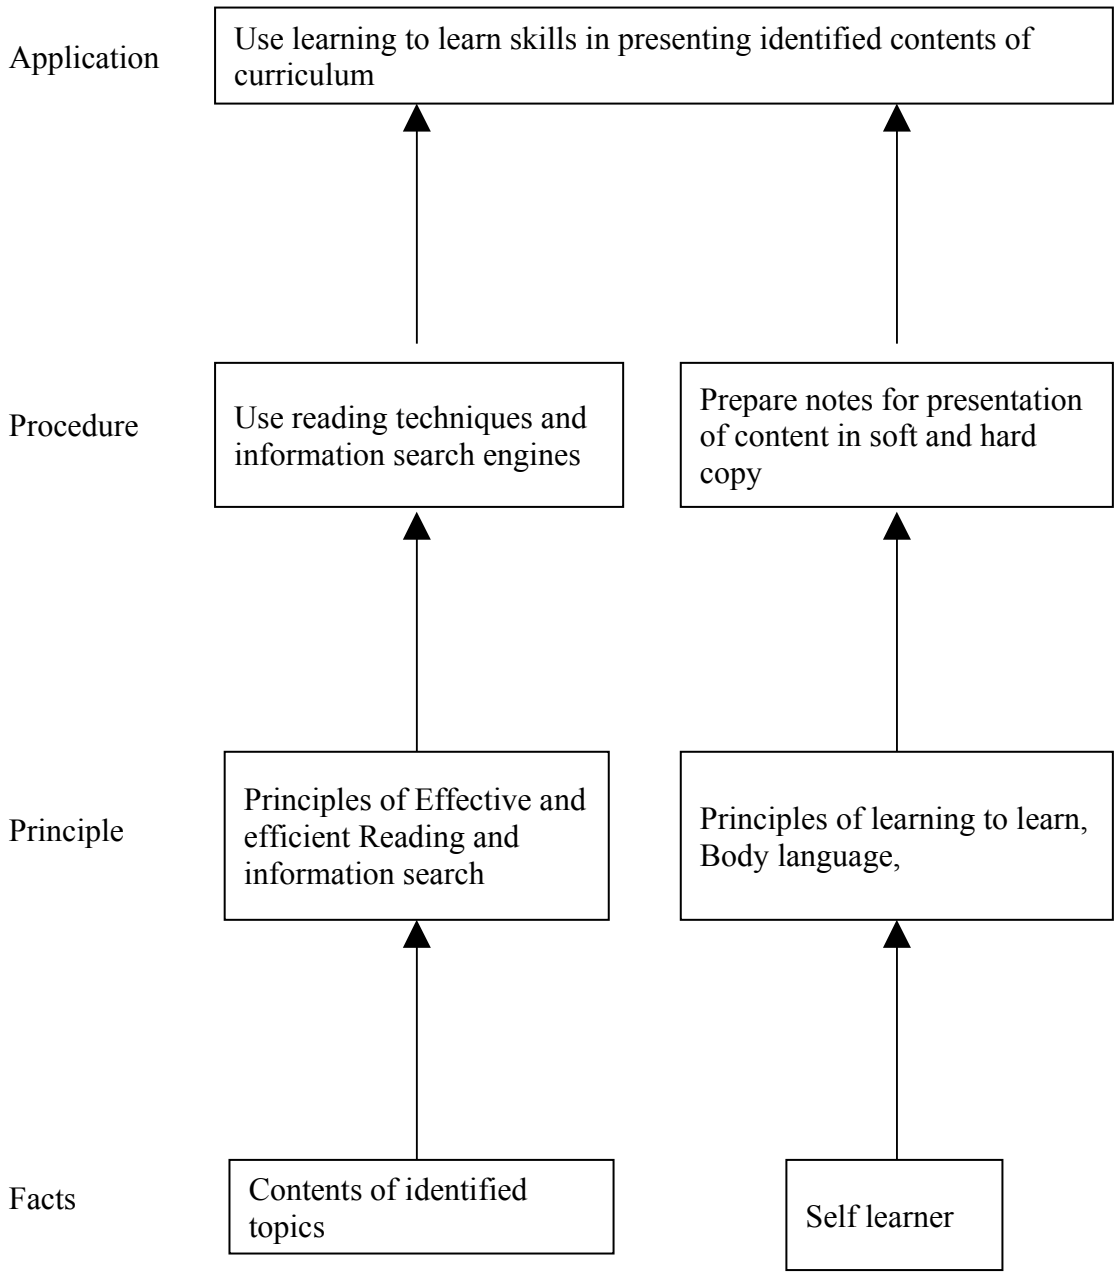 Application
Use learning to learn skills in presenting identified contents of
curriculum
Procedure
Use reading techniques and
information search engines
Prepare notes for presentation
of content in soft and hard
copy
Principle
Principles of Effective and
efficient Reading and
information search
Principles of learning to learn,
Body language,
Facts
Contents of identified
topics
Self learner